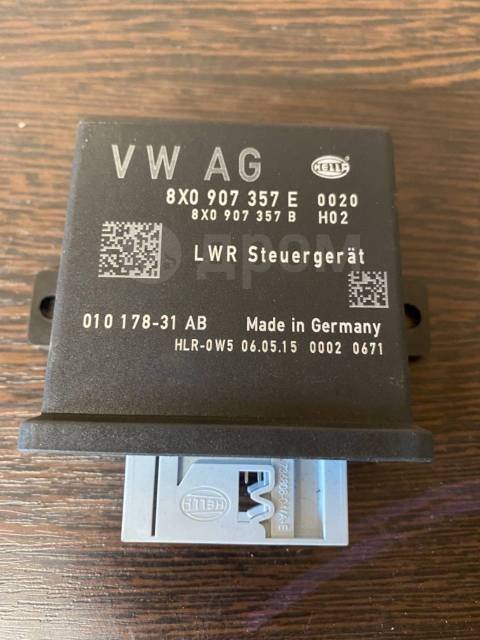 VW AG
HELLA
8X0 907 357 E 0020
8X0 907 357 B H02
LWR Steuergerät
дром
010 178-31 AB Made in Germany
HLR-0W5 06.05.15 0002 0671
HELLA